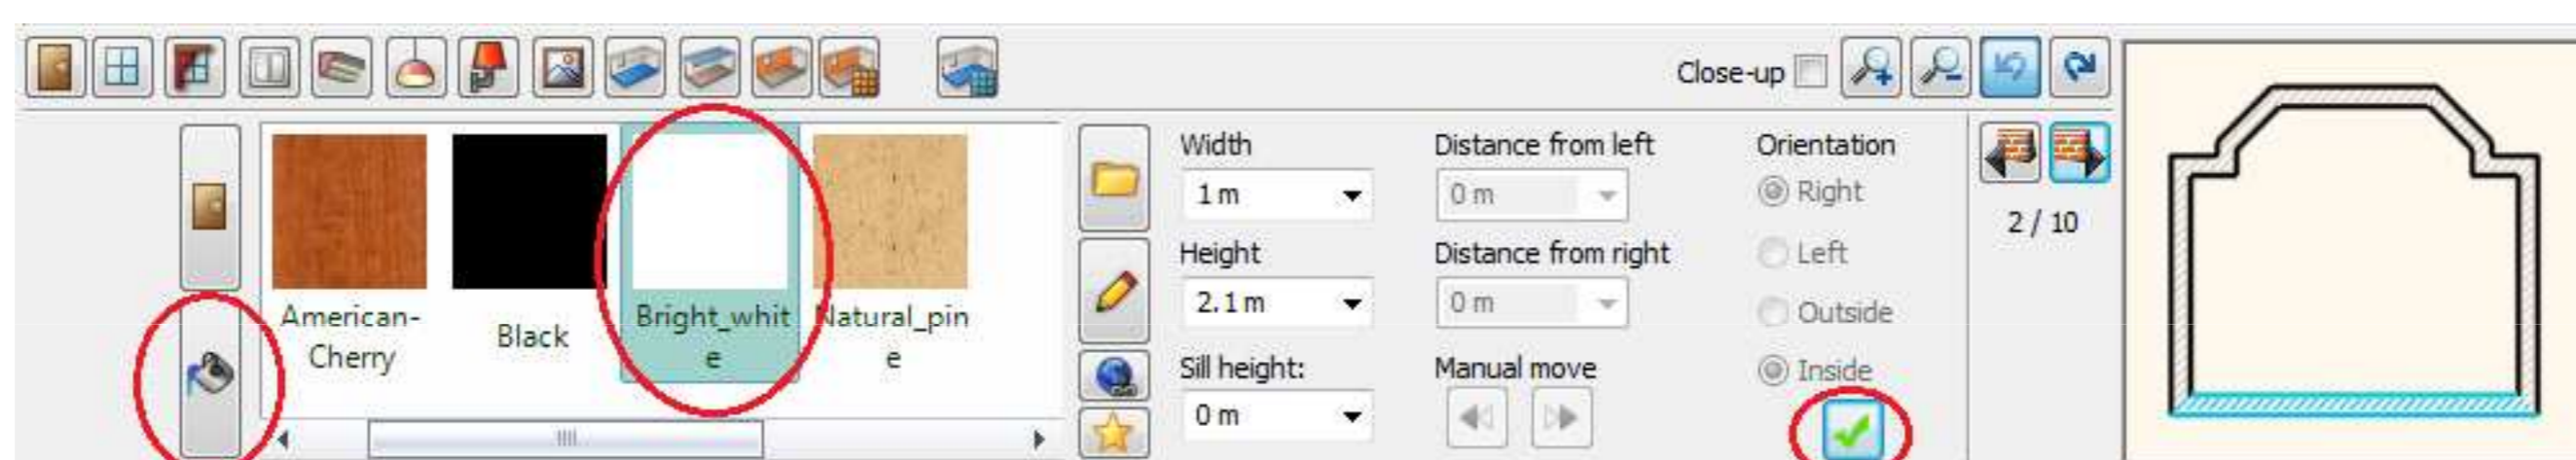 Close-up
Width
Distance from left
Orientation
1 m
0 m
Right
2 / 10
Height
Distance from right
Left
American-
Cherry
Black
Bright_whit
e
Natural_pin
e
2.1 m
0 m
Outside
Sill height:
Manual move
Inside
0 m